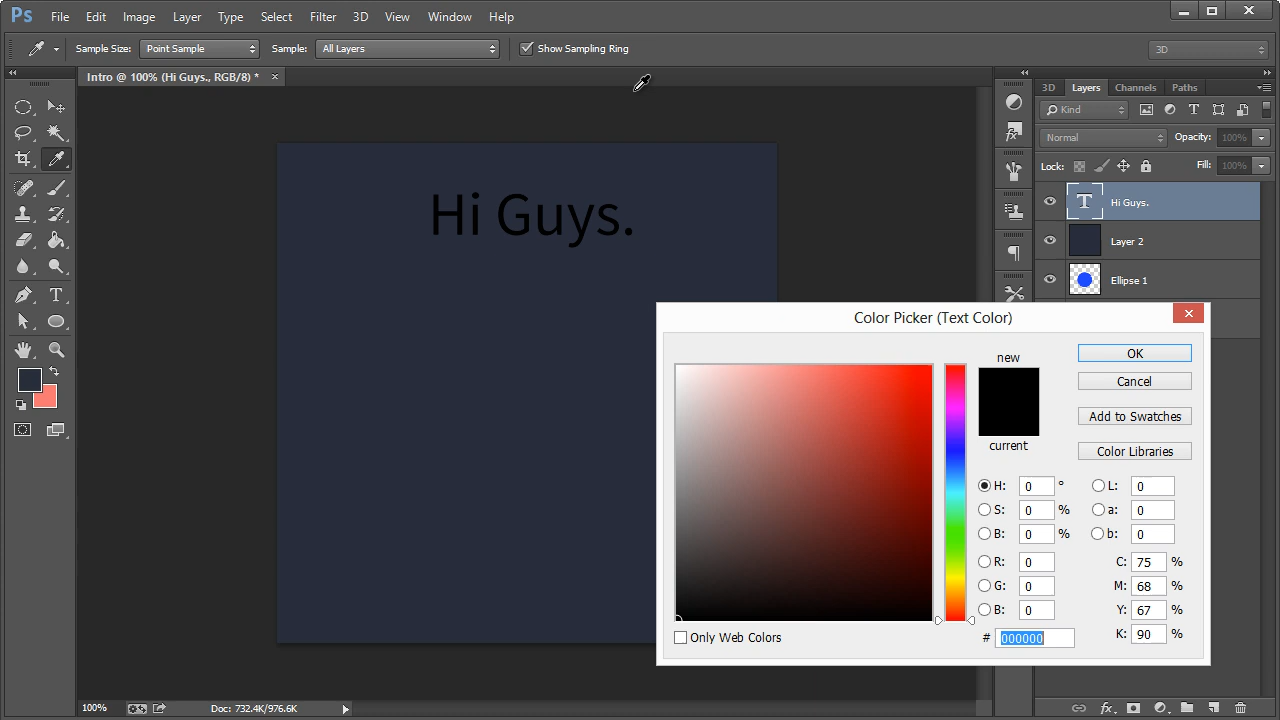 Ps File Edit Image Layer Type Select Filter 3D View Window Help
Sample Size: Point Sample Sample: All Layers Show Sampling Ring 3D
Intro @ 100% (Hi Guys., RGB/8) * ×
3D Layers Channels Paths
Kind
Normal Opacity: 100%
Lock: Fill: 100%
Hi Guys.
T Hi Guys.
Layer 2
Ellipse 1
Color Picker (Text Color)
new
OK
Cancel
Add to Swatches
current
Color Libraries
H: 0 ° L: 0
S: 0 % a: 0
B: 0 % b: 0
R: 0 C: 75 %
G: 0 M: 68 %
B: 0 Y: 67 %
# 000000 K: 90 %
Only Web Colors
100% Doc: 732.4K/976.6K